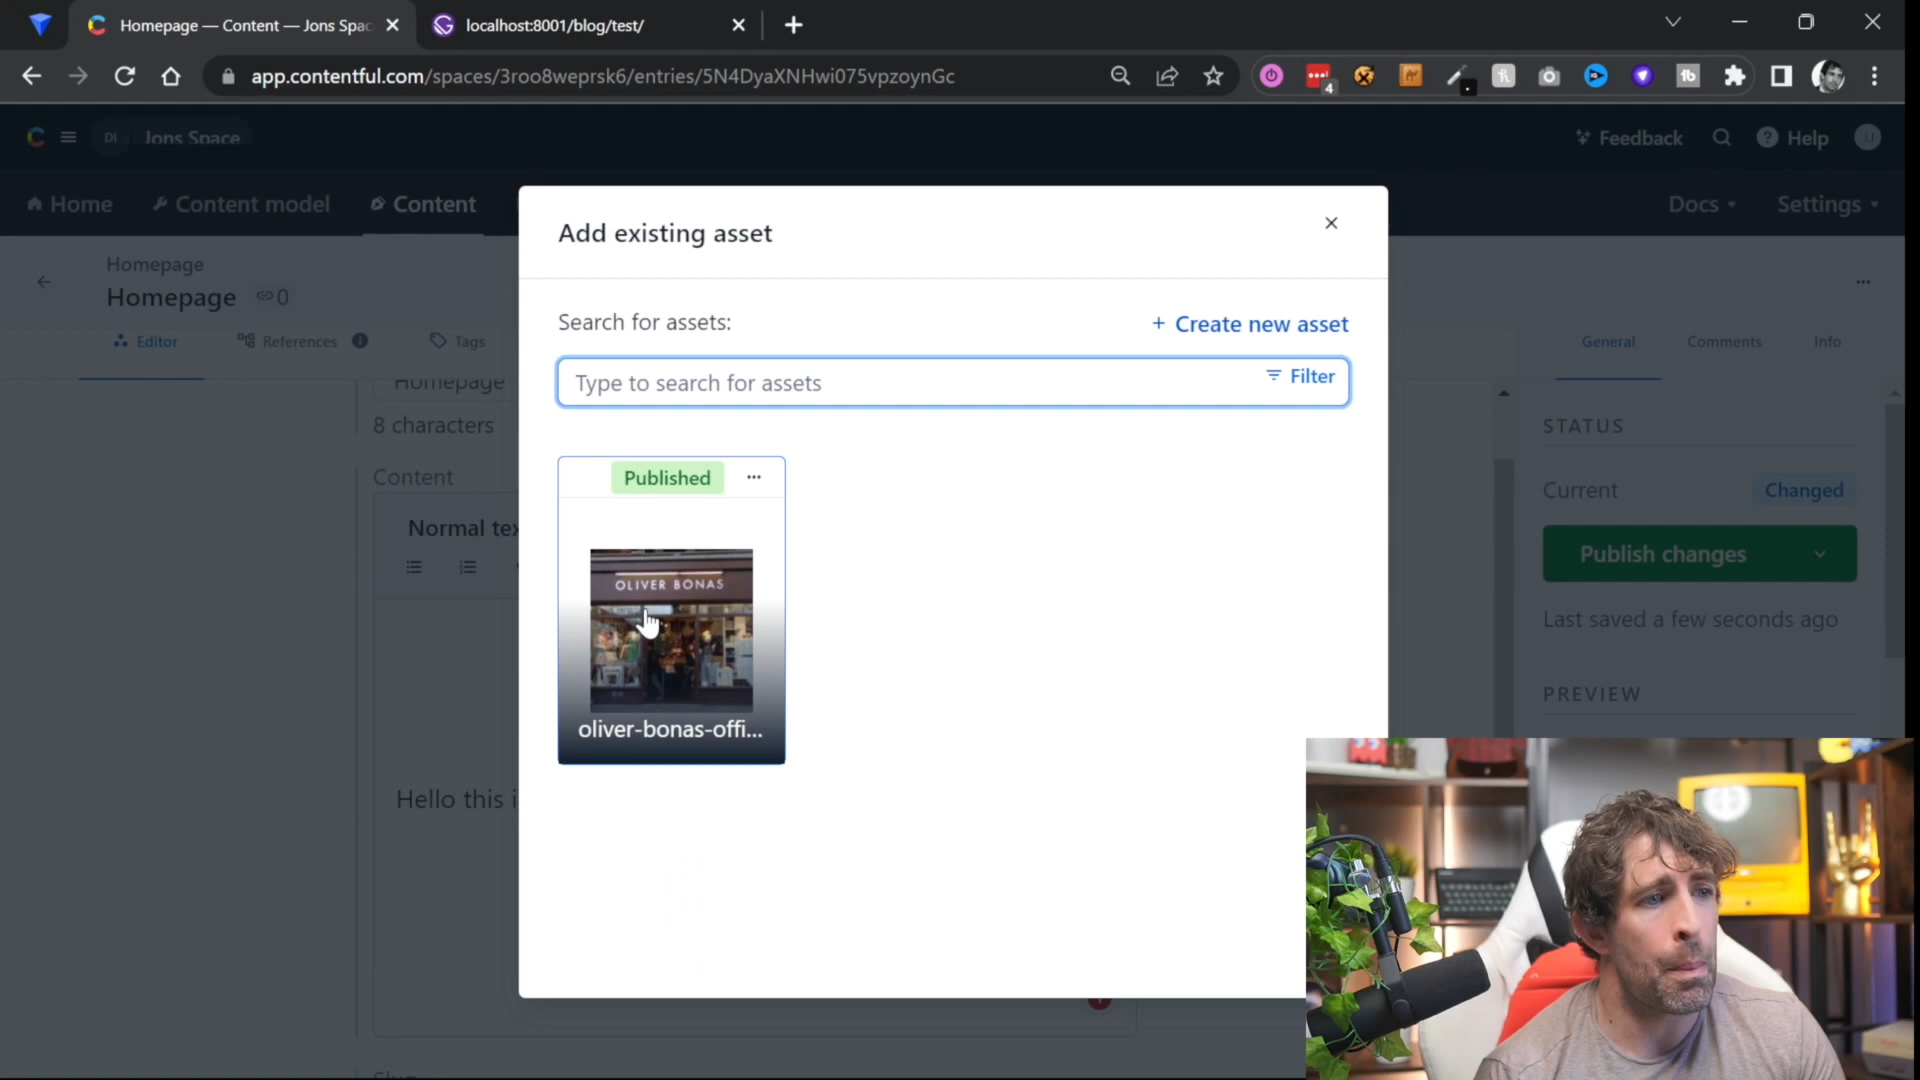 Homepage — Content — Jons Spac
localhost:8001/blog/test/
app.contentful.com/spaces/3roo8weprsk6/entries/5N4DyaXNHwi075vpzoynGc
4
DI Jons Space
Feedback
Help
Home
Content model
Content
Docs
Settings
Homepage
Homepage 0
Editor
References
Tags
General
Comments
Info
Homepage
8 characters
Content
Normal tex
Hello this i
Add existing asset
Search for assets:
+ Create new asset
Type to search for assets
Filter
Published
OLIVER BONAS
oliver-bonas-offi...
STATUS
Current
Changed
Publish changes
Last saved a few seconds ago
PREVIEW